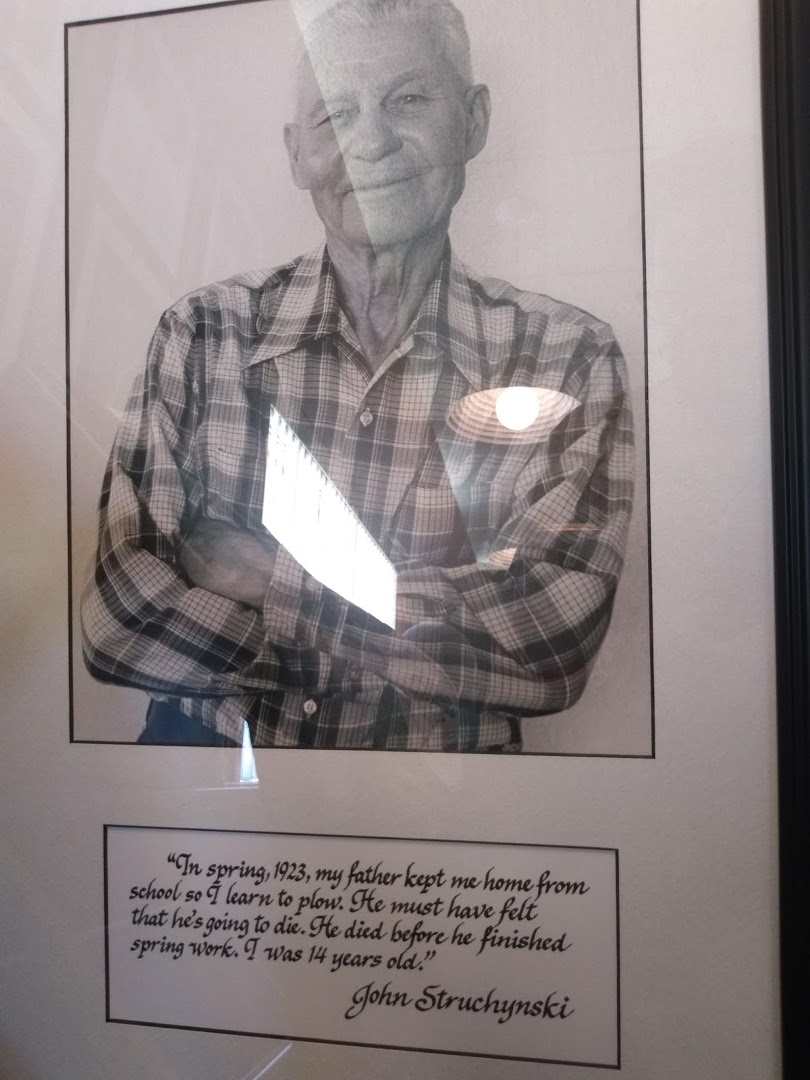 "In spring, 1923, my father kept me home from
school so I learn to plow. He must have felt
that he's going to die. He died before he finished
spring work. I was 14 years old."
John Struchynski